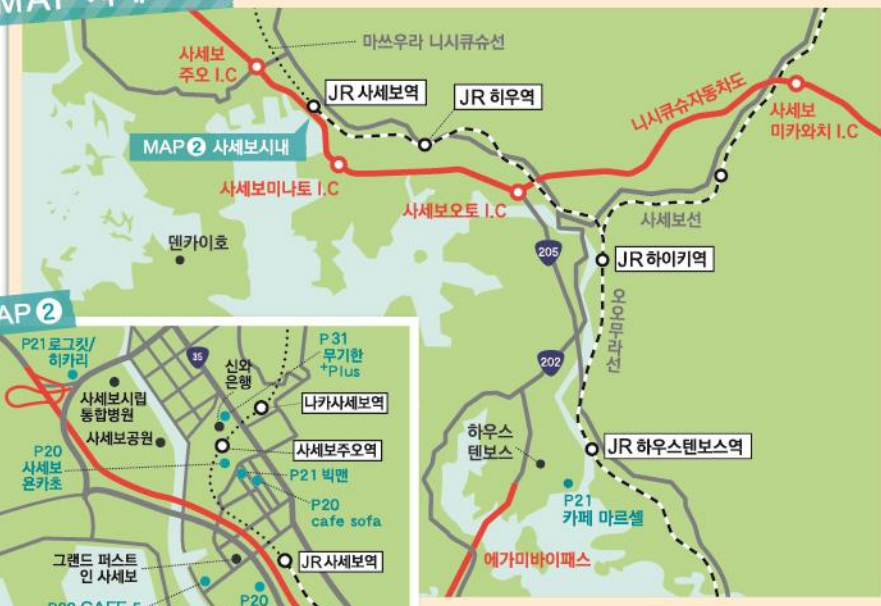 MAP
마쓰우라 니시큐슈선
사세보
주오 I.C
JR 사세보역
JR 히우역
니시큐슈자동차도
사세보
미카와치 I.C
MAP ② 사세보시내
사세보미나토 I.C
사세보오토 I.C
사세보선
덴카이호
205
JR 하이키역
오오무라선
202
하우스
텐보스
JR 하우스텐보스역
P21
카페 마르셀
에가미바이패스
AP ②
P21 로그킷/
히카리
35
신와
은행
P31
무기한
+Plus
사세보시립
통합병원
나카사세보역
사세보공원
사세보주오역
P20
사세보
욘카초
P21 빅맨
P20
cafe sofa
그랜드 퍼스트
인 사세보
JR 사세보역
P20